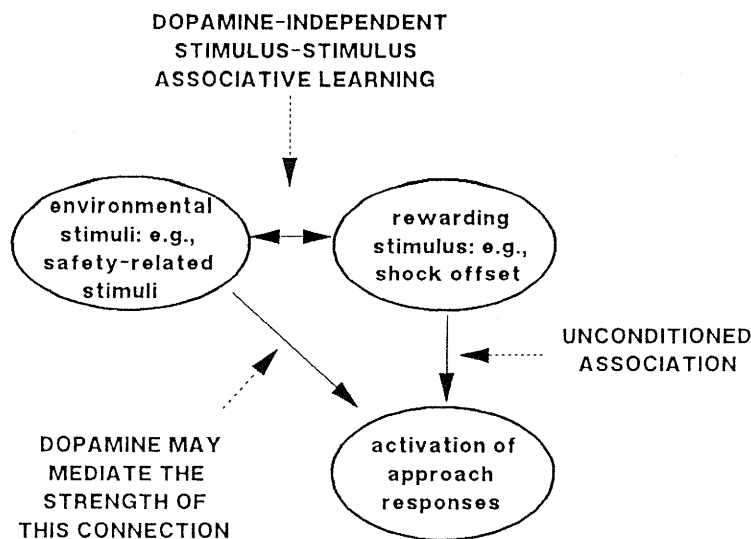 DOPAMINE-INDEPENDENT
STIMULUS-STIMULUS
ASSOCIATIVE LEARNING
environmental
stimuli: e.g.,
safety-related
stimuli
rewarding
stimulus: e.g.,
shock offset
UNCONDITIONED
ASSOCIATION
DOPAMINE MAY
MEDIATE THE
STRENGTH OF
THIS CONNECTION
activation of
approach
responses